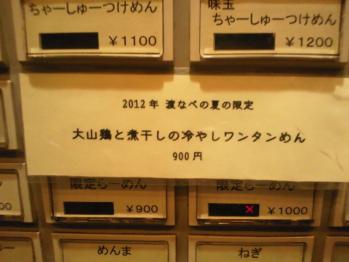 ちゃーしゅーつけめん
¥1100
味玉
ちゃーしゅーつけめん
¥1200
2012年 渡なべの夏の限定
大山鶏と煮干しの冷やしワンタンめん
900円
限定らーめん
¥900
限定らーめん
¥1000
めんま
ねぎ